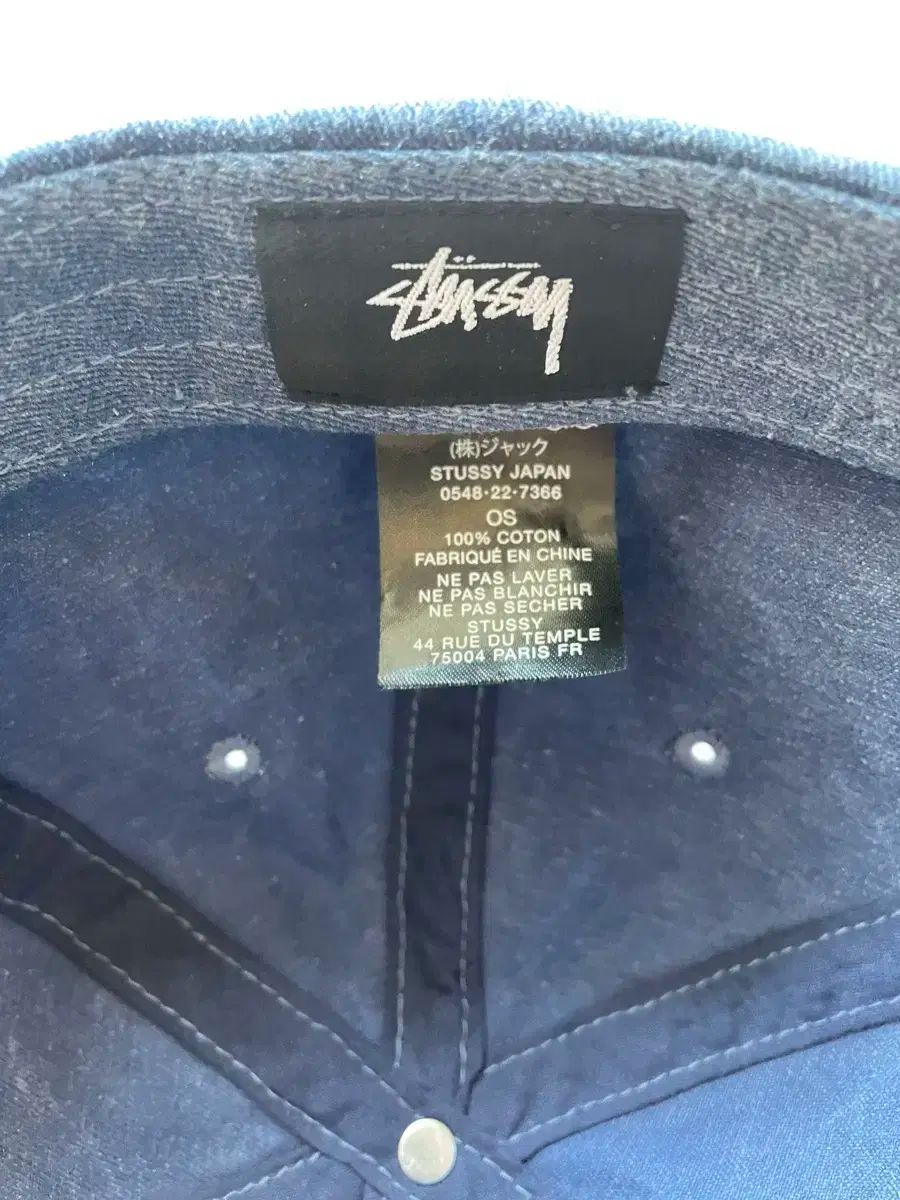 Stüssy
(株)ジャック
STUSSY JAPAN
0548·22·7366
OS
100% COTON
FABRIQUÉ EN CHINE
NE PAS LAVER
NE PAS BLANCHIR
NE PAS SECHER
STUSSY
44 RUE DU TEMPLE
75004 PARIS FR